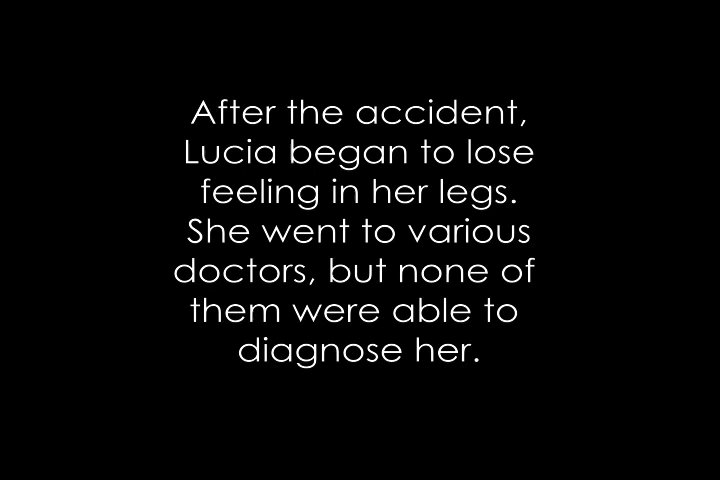 After the accident,
Lucia began to lose
feeling in her legs.
She went to various
doctors, but none of
them were able to
diagnose her.